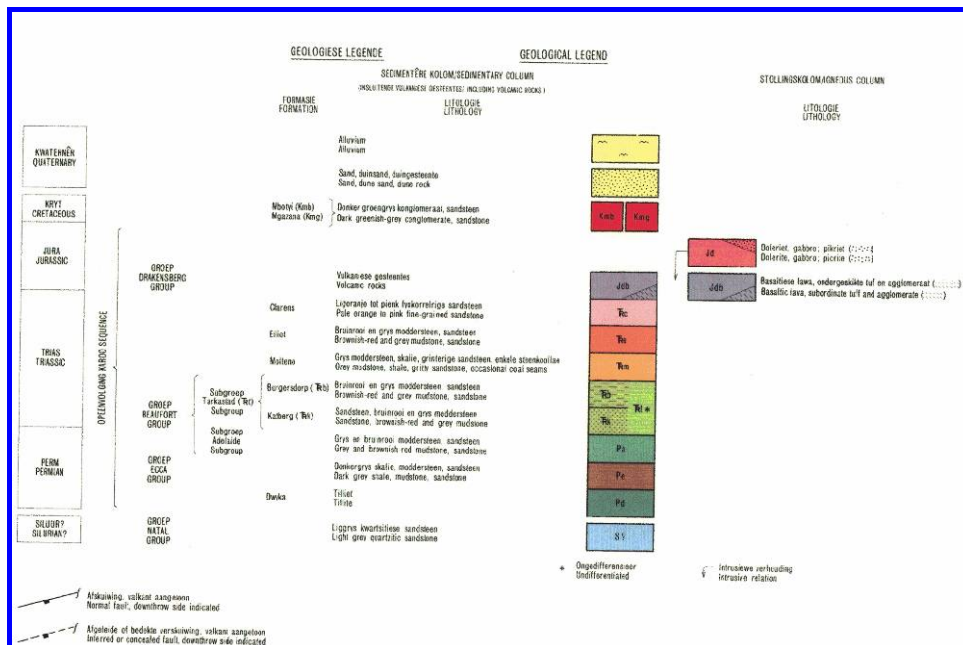 GEOLOGIESE LEGENDE
GEOLOGICAL LEGEND
SEDIMENTÊRE KOLOM/SEDIMENTARY COLUMN
(INSLUITENDE VULKANIESE GESTEENTES/ INCLUDING VOLCANIC ROCKS)
STOLLINGSKOLOM/IGNEOUS COLUMN
FORMASIE
FORMATION
LITOLOGIE
LITHOLOGY
LITOLOGIE
LITHOLOGY
KWATERNÊR
QUATERNARY
Alluvium
Alluvium
Sand, duinsand, duingesteente
Sand, dune sand, dune rock
KRYT
CRETACEOUS
Mbotyi (Kmb)
Mgazana (Kmg)
Donker groengrys konglomeraat, sandsteen
Dark greenish-grey conglomerate, sandstone
Kmb
Kmg
JURA
JURASSIC
Jd
Doleriet, gabbro; pikriet
Dolerite, gabbro; picrite
GROEP
DRAKENSBERG
GROUP
Vulkaniese gesteentes
Volcanic rocks
Jdb
Jdb
Basaltiese lawa, ondergeskikte tuf en agglomeraat
Basaltic lava, subordinate tuff and agglomerate
OPEENVOLGING KAROO SEQUENCE
TRIAS
TRIASSIC
Clarens
Ligoranje tot pienk fynkorrelrige sandsteen
Pale orange to pink fine-grained sandstone
Elliot
Bruinrooi en grys moddersteen, sandsteen
Brownish-red and grey mudstone, sandstone
Molteno
Grys moddersteen, skalie, grinterige sandsteen, enkele steenkoollae
Grey mudstone, shale, gritty sandstone, occasional coal seams
GROEP
BEAUFORT
GROUP
Subgroep
Tarkastad
Subgroup
Burgersdorp
Bruinrooi en grys moddersteen, sandsteen
Brownish-red and grey mudstone, sandstone
Katberg
Sandsteen, bruinrooi en grys moddersteen
Sandstone, brownish-red and grey mudstone
Subgroep
Adelaide
Subgroup
Grys en bruinrooi moddersteen, sandsteen
Grey and brownish red mudstone, sandstone
Pa
PERM
PERMIAN
GROEP
ECCA
GROUP
Donkergrys skalie, moddersteen, sandsteen
Dark grey shale, mudstone, sandstone
Pe
Dwyka
Tilliet
Tillite
Pd
SILUUR?
SILURIAN?
GROEP
NATAL
GROUP
Liggrys kwartsitiese sandsteen
Light grey quartzitic sandstone
* Ongedifferensieer
Undifferentiated
Intrusiewe verhouding
Intrusive relation
Afskuiwing, valkant aangetoon
Normal fault, downthrow side indicated
Afgeleide of bedekte verskuiwing, valkant aangetoon
Inferred or concealed fault, downthrow side indicated